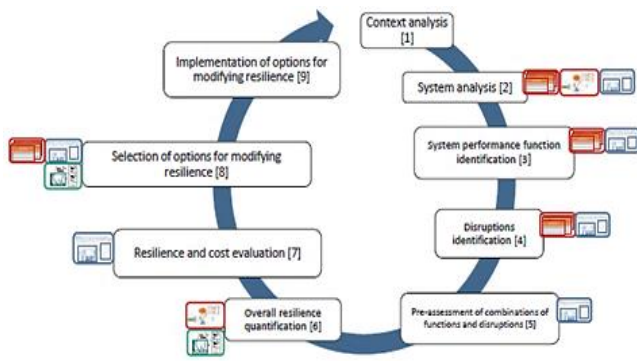 Context analysis
[1]
System analysis [2]
System performance function
identification [3]
Disruptions
identification [4]
Pre-assessment of combinations of
functions and disruptions [5]
Overall resilience
quantification [6]
Resilience and cost evaluation [7]
Selection of options for modifying
resilience [8]
Implementation of options for
modifying resilience [9]